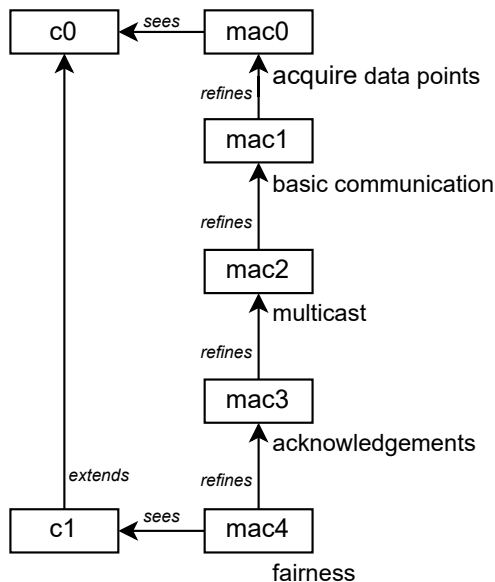 c0
sees
mac0
acquire data points
refines
mac1
basic communication
refines
mac2
multicast
refines
mac3
acknowledgements
extends
refines
c1
sees
mac4
fairness